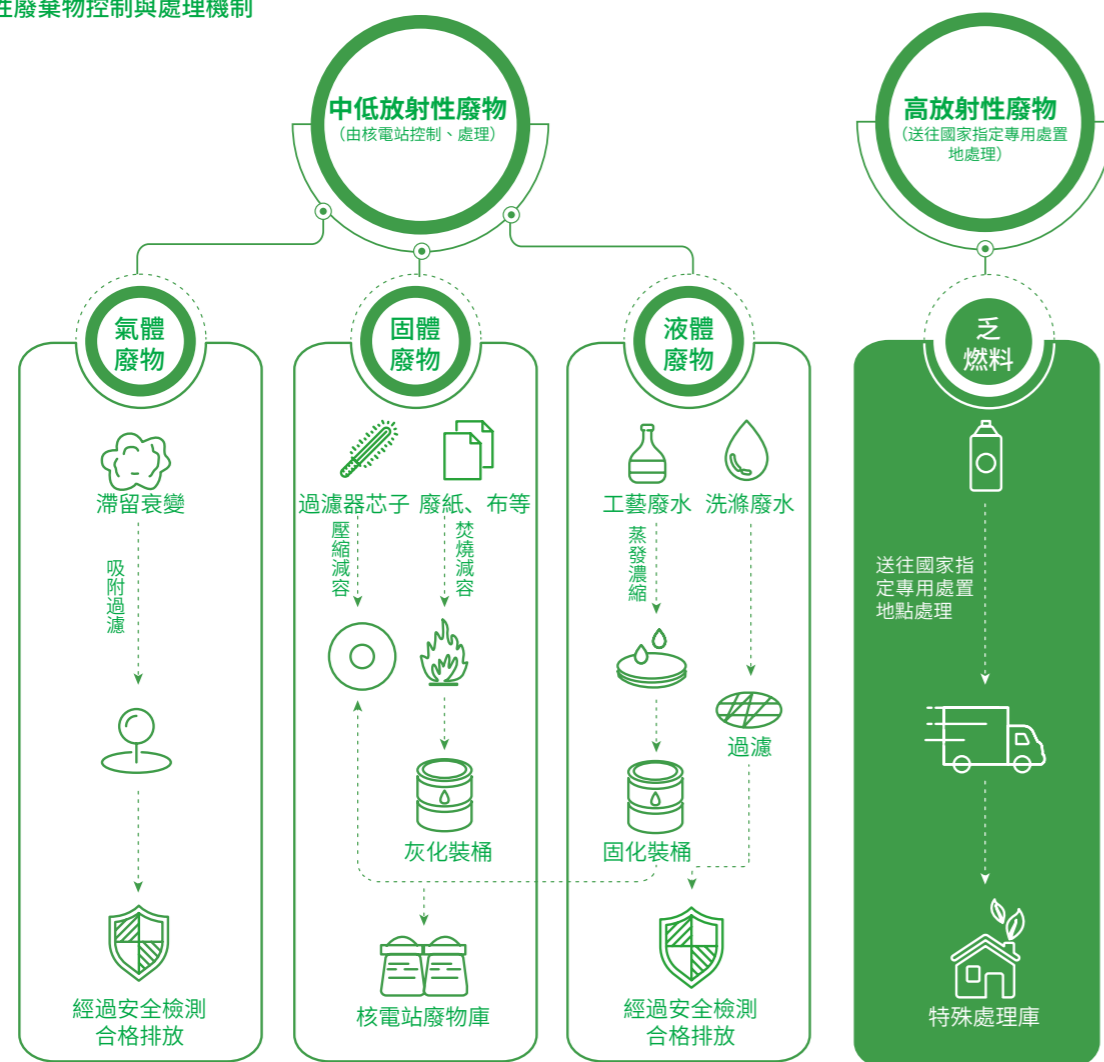 性廢棄物控制與處理機制
中低放射性廢物
（由核電站控制、處理）
高放射性廢物
（送往國家指定專用處置
地處理）
氣體
廢物
滯留衰變
吸附過濾
經過安全檢測
合格排放
固體
廢物
過濾器芯子
廢紙、布等
壓縮減容
焚燒減容
灰化裝桶
核電站廢物庫
液體
廢物
工藝廢水
洗滌廢水
蒸發濃縮
過濾
固化裝桶
經過安全檢測
合格排放
乏
燃料
送往國家指
定專用處置
地點處理
特殊處理庫